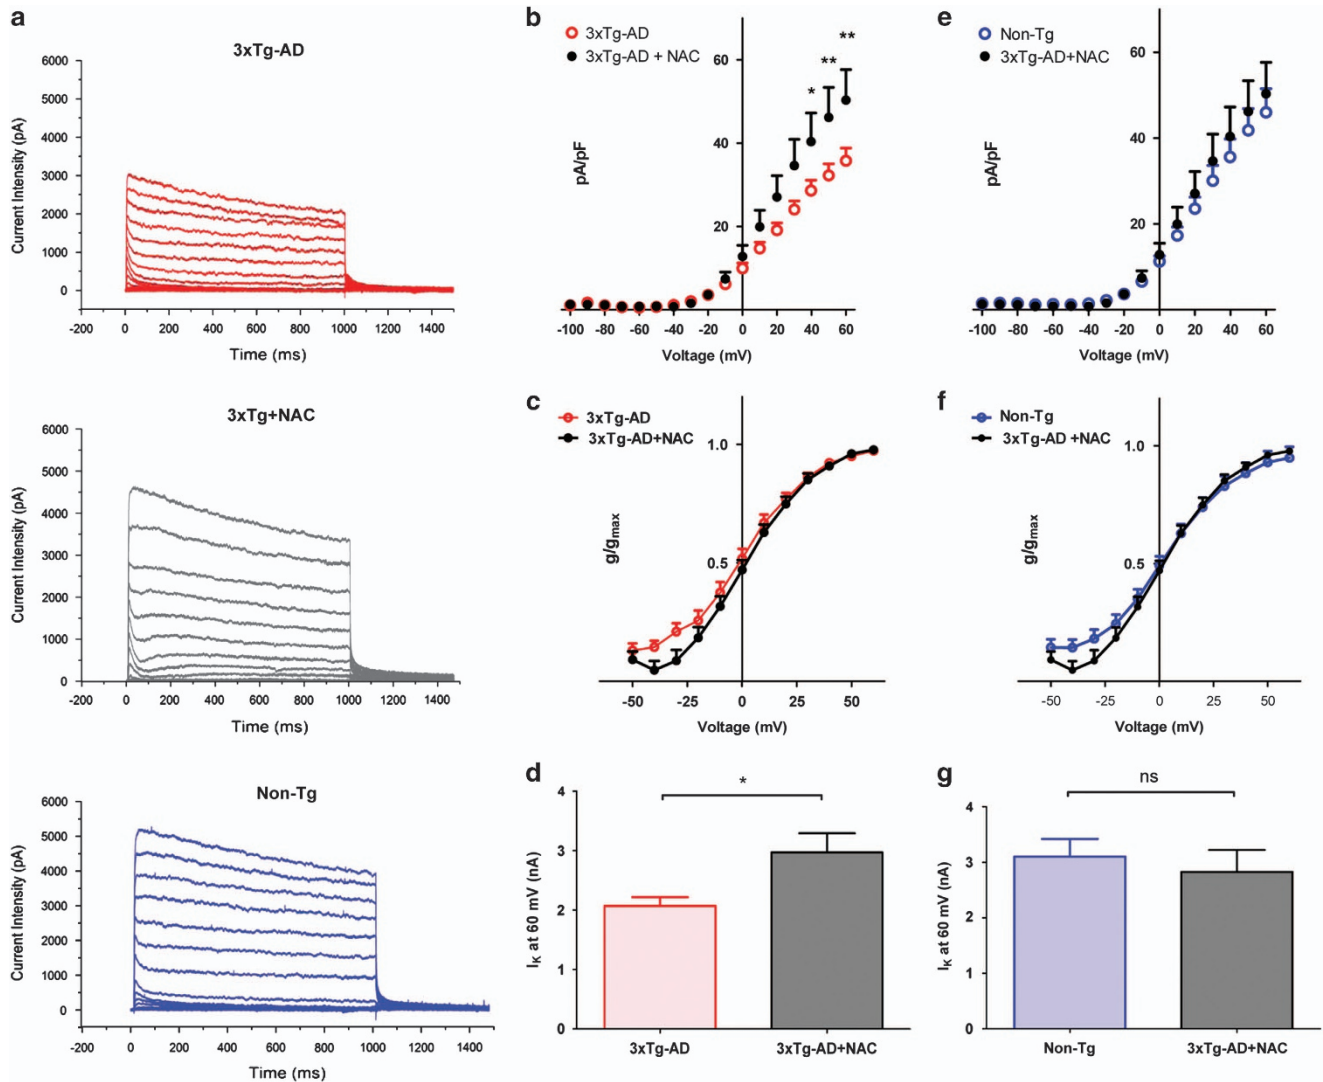 a
3xTg-AD
Current Intensity (pA)
6000
5000
4000
3000
2000
1000
0
-200 0 200 400 600 800 1000 1200 1400
Time (ms)
3xTg+NAC
Current Intensity (pA)
6000
5000
4000
3000
2000
1000
0
-200 0 200 400 600 800 1000 1200 1400
Time (ms)
Non-Tg
Current Intensity (pA)
6000
5000
4000
3000
2000
1000
0
-200 0 200 400 600 800 1000 1200 1400
Time (ms)
b
3xTg-AD
3xTg-AD + NAC
**
**
*
pA/pF
60
40
20
-100 -80 -60 -40 -20 0 20 40 60
Voltage (mV)
c
3xTg-AD
3xTg-AD+NAC
g/gmax
1.0
0.5
-50 -25 0 25 50
Voltage (mV)
d
*
IK at 60 mV (nA)
4
3
2
1
0
3xTg-AD 3xTg-AD+NAC
e
Non-Tg
3xTg-AD+NAC
pA/pF
60
40
20
-100 -80 -60 -40 -20 0 20 40 60
Voltage (mV)
f
Non-Tg
3xTg-AD +NAC
g/gmax
1.0
0.5
-50 -25 0 25 50
Voltage (mV)
g
ns
IK at 60 mV (nA)
4
3
2
1
0
Non-Tg 3xTg-AD+NAC